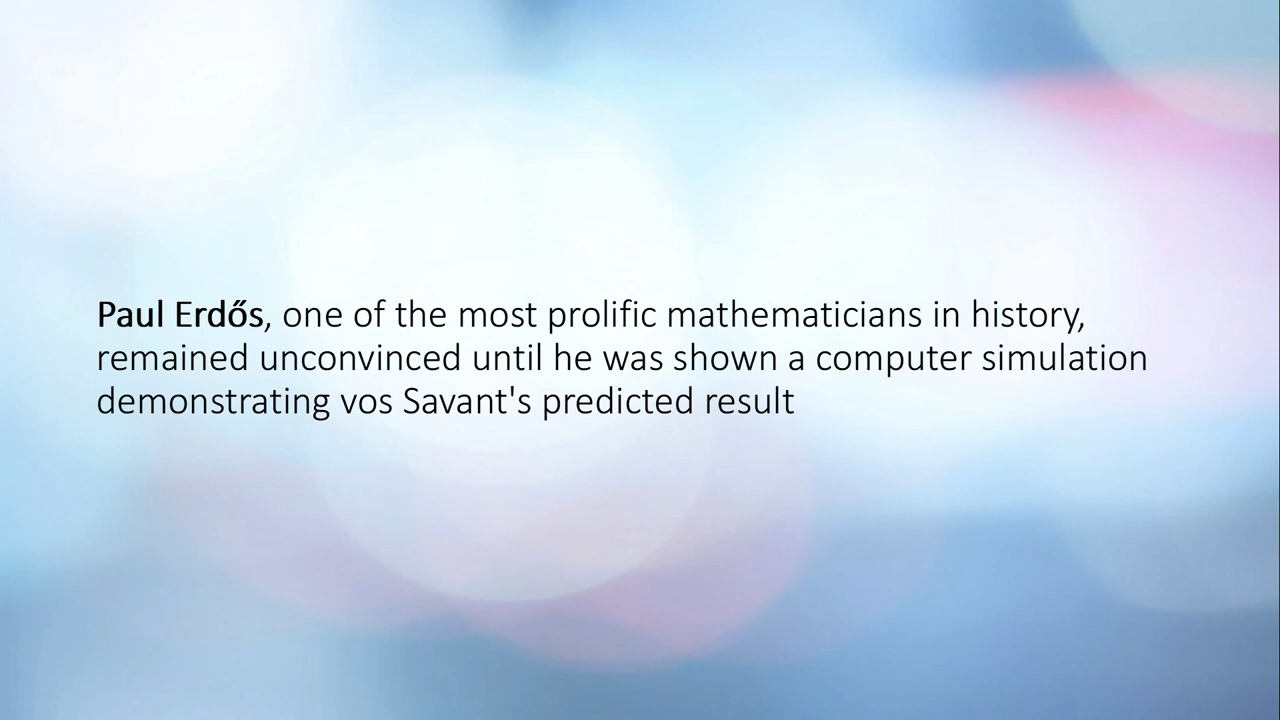 Paul Erdős, one of the most prolific mathematicians in history,
remained unconvinced until he was shown a computer simulation
demonstrating vos Savant's predicted result